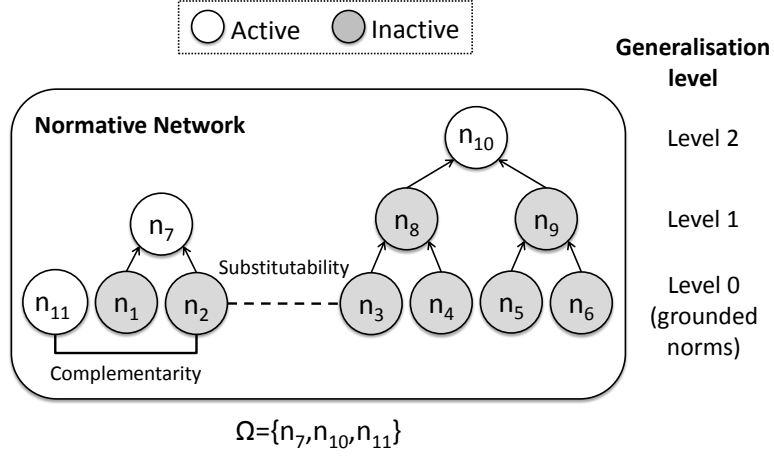 Active Inactive
Generalisation
level
Normative Network
n10
Level 2
n7
n8 n9
Level 1
Substitutability
n11 n1 n2 n3 n4 n5 n6
Level 0
(grounded
norms)
Complementarity
Ω={n7,n10,n11}